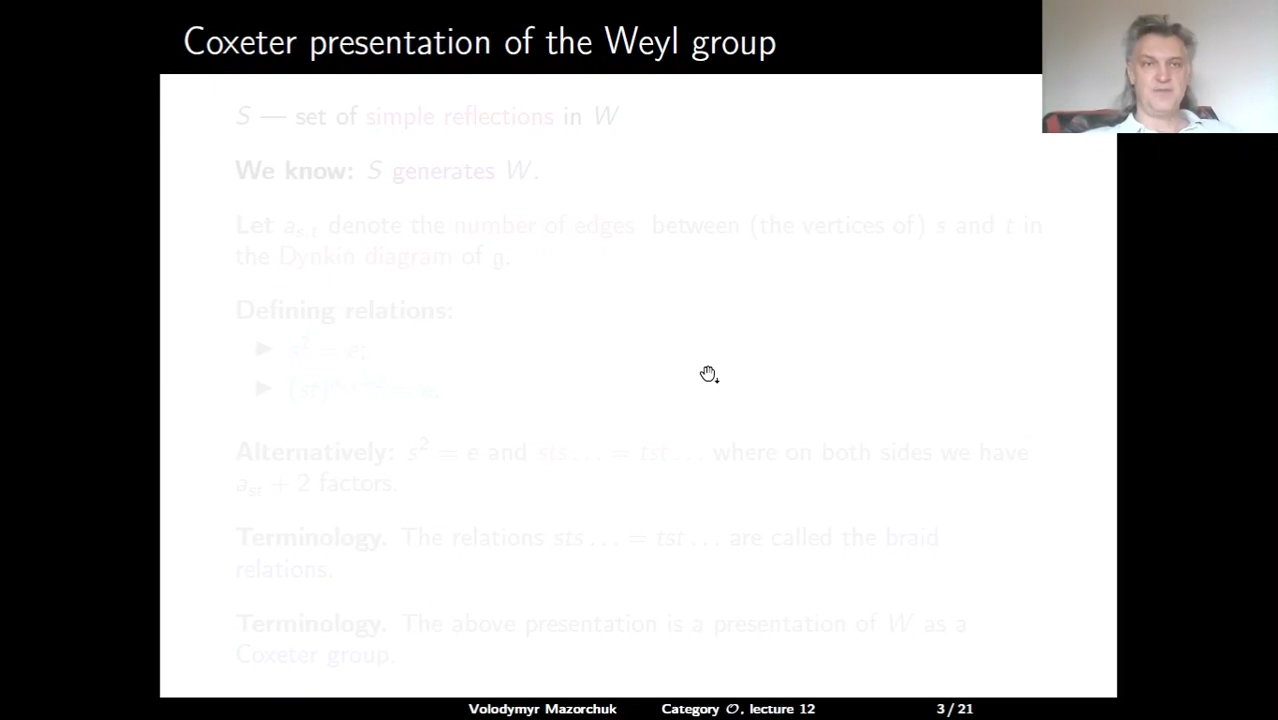 Coxeter presentation of the Weyl group
S — set of simple reflections in W
We know: S generates W.
Let a_{s,t} denote the number of edges between (the vertices of) s and t in
the Dynkin diagram of 𝔤.
Defining relations:
▶ s² = e;
▶ = e.
Alternatively: s² = e and sts . . . = tst . . . where on both sides we have
a_{st} + 2 factors.
Terminology. The relations sts . . . = tst . . . are called the braid
relations.
Terminology. The above presentation is a presentation of W as a
Coxeter group.
Volodymyr Mazorchuk Category 𝒪, lecture 12 3 / 21